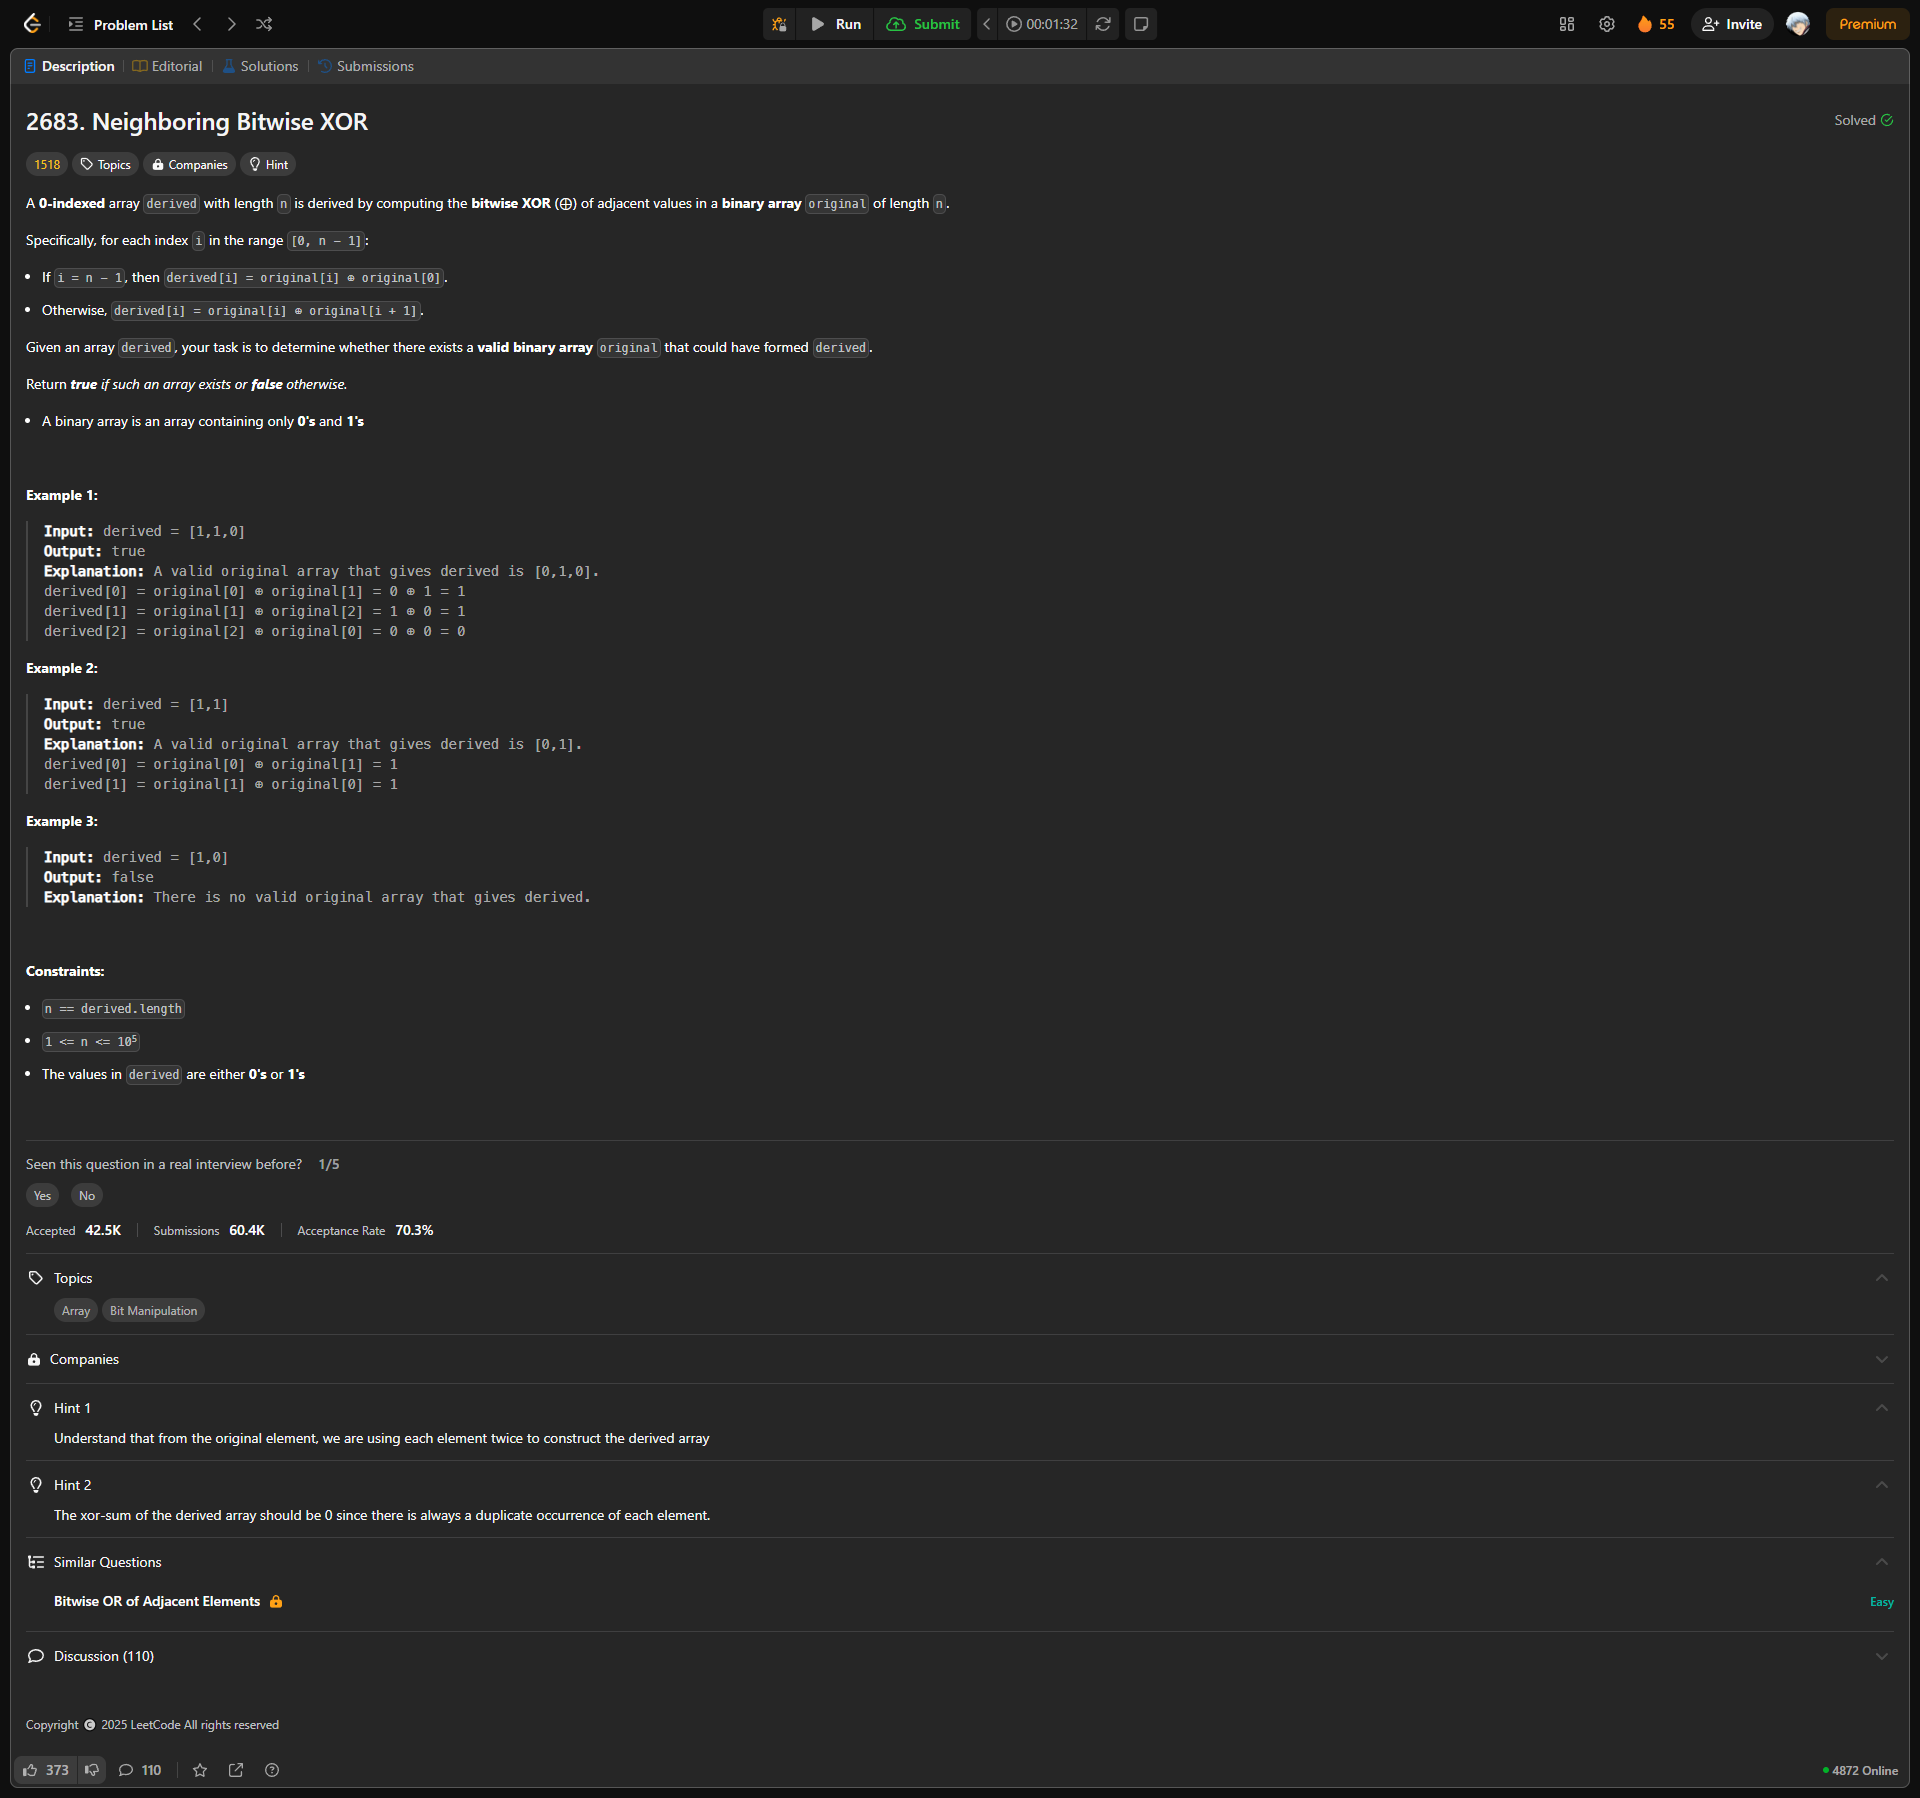 Problem List
Run
Submit
00:01:32
55
Invite
Premium
Description
Editorial
Solutions
Submissions
2683. Neighboring Bitwise XOR
Solved
1518
Topics
Companies
Hint
A 0-indexed array derived with length n is derived by computing the bitwise XOR (⊕) of adjacent values in a binary array original of length n.
Specifically, for each index i in the range [0, n - 1]:
• If i = n - 1, then derived[i] = original[i] ⊕ original[0].
• Otherwise, derived[i] = original[i] ⊕ original[i + 1].
Given an array derived, your task is to determine whether there exists a valid binary array original that could have formed derived.
Return true if such an array exists or false otherwise.
• A binary array is an array containing only 0's and 1's
Example 1:
Input: derived = [1,1,0]
Output: true
Explanation: A valid original array that gives derived is [0,1,0].
derived[0] = original[0] ⊕ original[1] = 0 ⊕ 1 = 1
derived[1] = original[1] ⊕ original[2] = 1 ⊕ 0 = 1
derived[2] = original[2] ⊕ original[0] = 0 ⊕ 0 = 0
Example 2:
Input: derived = [1,1]
Output: true
Explanation: A valid original array that gives derived is [0,1].
derived[0] = original[0] ⊕ original[1] = 1
derived[1] = original[1] ⊕ original[0] = 1
Example 3:
Input: derived = [1,0]
Output: false
Explanation: There is no valid original array that gives derived.
Constraints:
• n == derived.length
• 1 <= n <= 10⁵
• The values in derived are either 0's or 1's
Seen this question in a real interview before? 1/5
Yes
No
Accepted 42.5K
Submissions 60.4K
Acceptance Rate 70.3%
Topics
Array
Bit Manipulation
Companies
Hint 1
Understand that from the original element, we are using each element twice to construct the derived array
Hint 2
The xor-sum of the derived array should be 0 since there is always a duplicate occurrence of each element.
Similar Questions
Bitwise OR of Adjacent Elements
Easy
Discussion (110)
Copyright © 2025 LeetCode All rights reserved
373
110
4872 Online